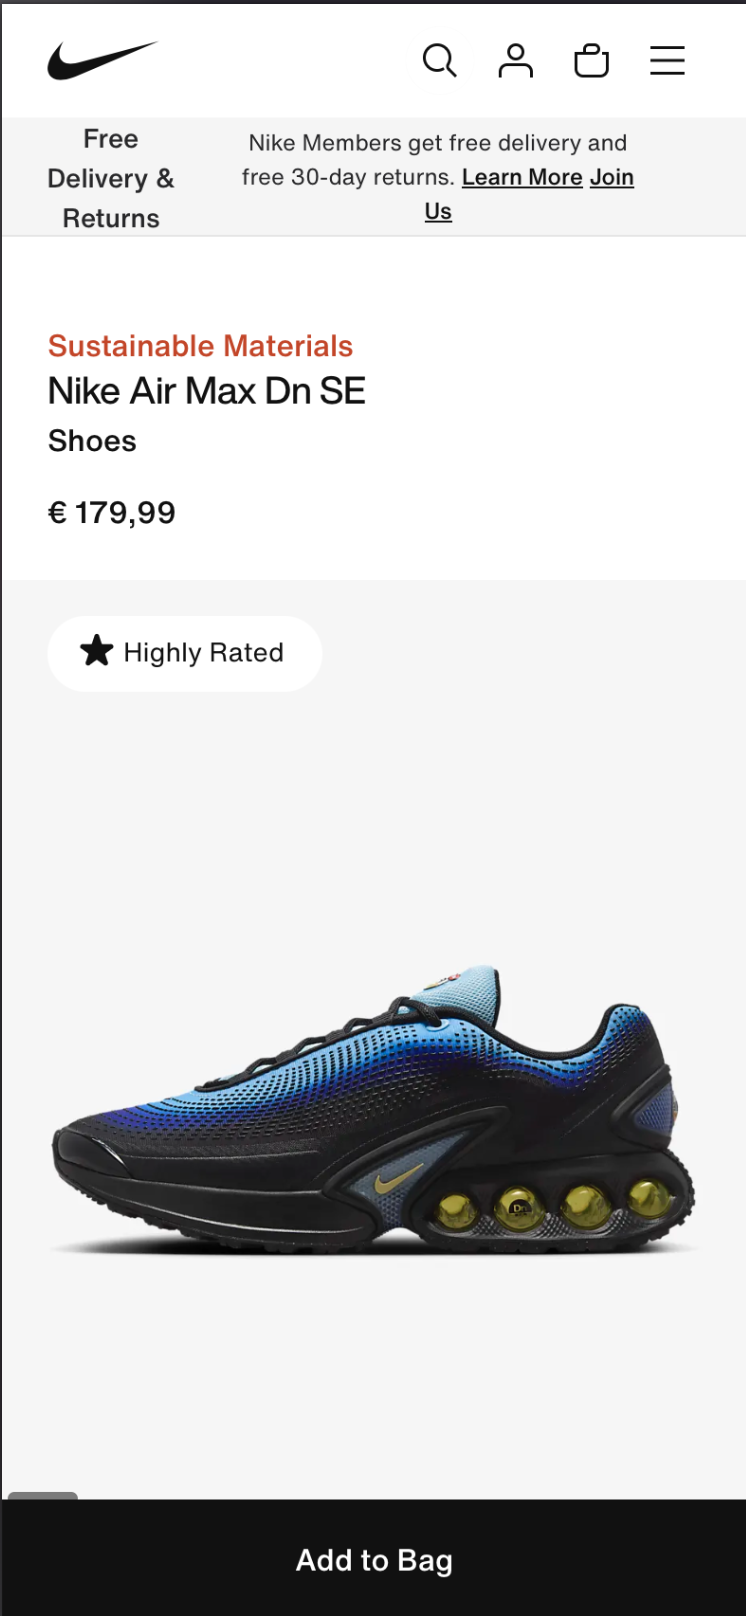 Free
Delivery &
Returns
Nike Members get free delivery and
free 30-day returns. Learn More Join
Us
Sustainable Materials
Nike Air Max Dn SE
Shoes
€ 179,99
Highly Rated
Dn
Add to Bag